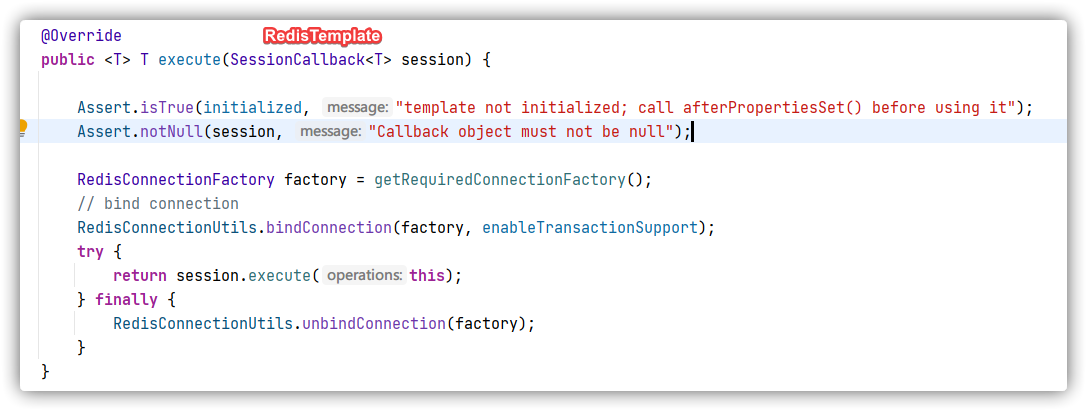 @Override
RedisTemplate
public <T> T execute(SessionCallback<T> session) {
Assert.isTrue(initialized, message: "template not initialized; call afterPropertiesSet() before using it");
Assert.notNull(session, message: "Callback object must not be null");
RedisConnectionFactory factory = getRequiredConnectionFactory();
// bind connection
RedisConnectionUtils.bindConnection(factory, enableTransactionSupport);
try {
return session.execute( operations: this);
} finally {
RedisConnectionUtils.unbindConnection(factory);
}
}